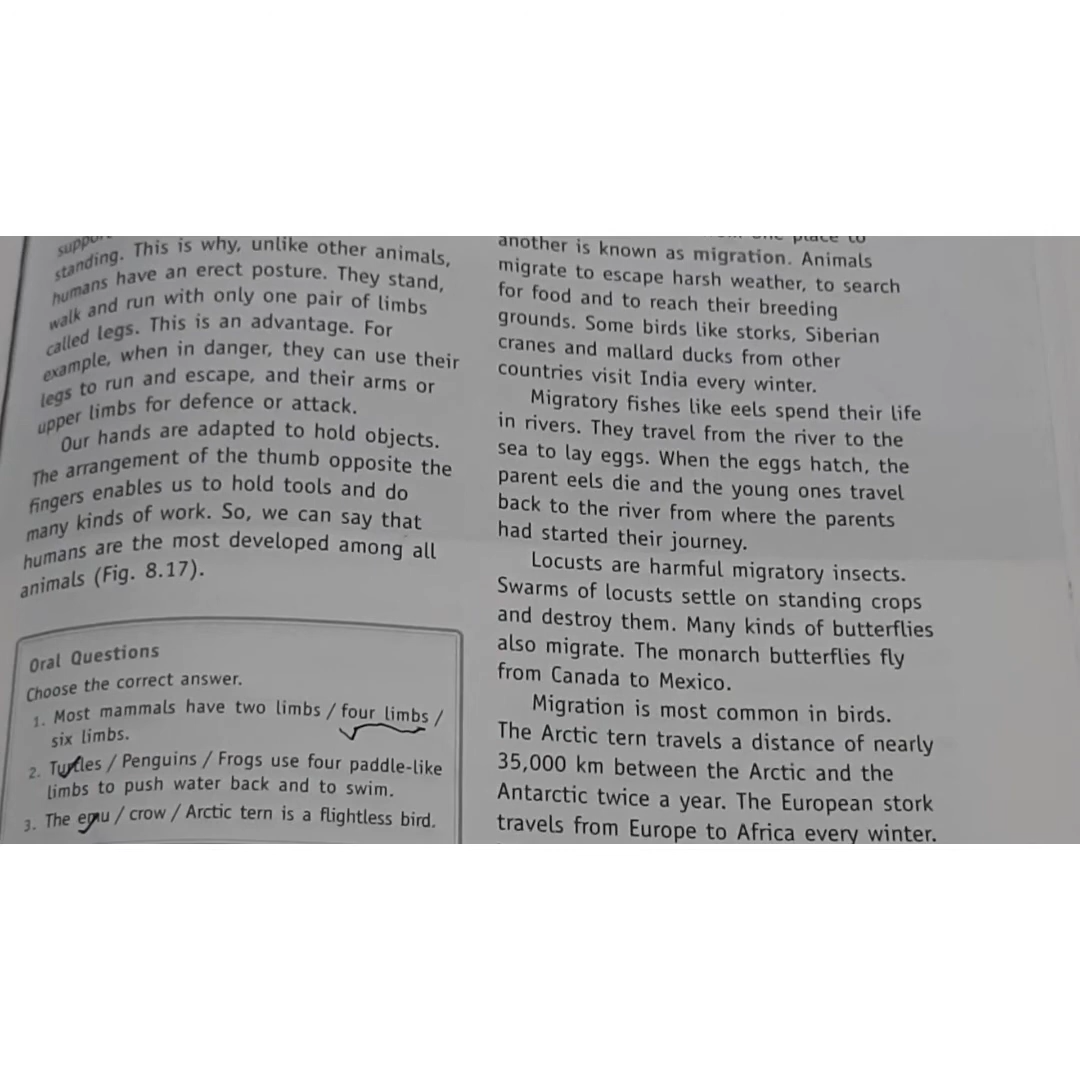 standing. This is why, unlike other animals,
humans have an erect posture. They stand,
walk and run with only one pair of limbs
called legs. This is an advantage. For
example, when in danger, they can use their
legs to run and escape, and their arms or
upper limbs for defence or attack.
Our hands are adapted to hold objects.
The arrangement of the thumb opposite the
fingers enables us to hold tools and do
many kinds of work. So, we can say that
humans are the most developed among all
animals (Fig. 8.17).
Oral Questions
Choose the correct answer.
1. Most mammals have two limbs / four limbs /
six limbs.
2. Turtles / Penguins / Frogs use four paddle-like
limbs to push water back and to swim.
3. The emu / crow / Arctic tern is a flightless bird.
place to
another is known as migration. Animals
migrate to escape harsh weather, to search
for food and to reach their breeding
grounds. Some birds like storks, Siberian
cranes and mallard ducks from other
countries visit India every winter.
Migratory fishes like eels spend their life
in rivers. They travel from the river to the
sea to lay eggs. When the eggs hatch, the
parent eels die and the young ones travel
back to the river from where the parents
had started their journey.
Locusts are harmful migratory insects.
Swarms of locusts settle on standing crops
and destroy them. Many kinds of butterflies
also migrate. The monarch butterflies fly
from Canada to Mexico.
Migration is most common in birds.
The Arctic tern travels a distance of nearly
35,000 km between the Arctic and the
Antarctic twice a year. The European stork
travels from Europe to Africa every winter.